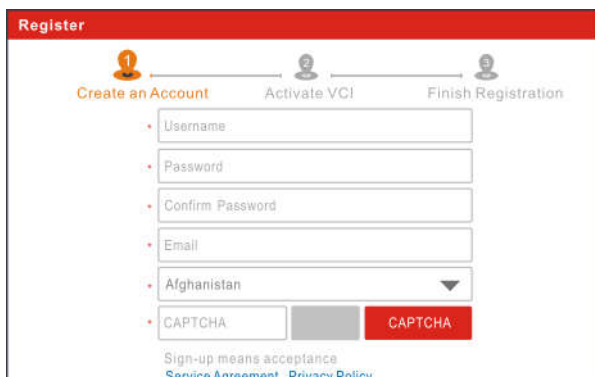 Register
1 2 3
Create an Account Activate VCI Finish Registration
* Username
* Password
* Confirm Password
* Email
* Afghanistan
* CAPTCHA CAPTCHA
Sign-up means acceptance
Service Agreement Privacy Policy